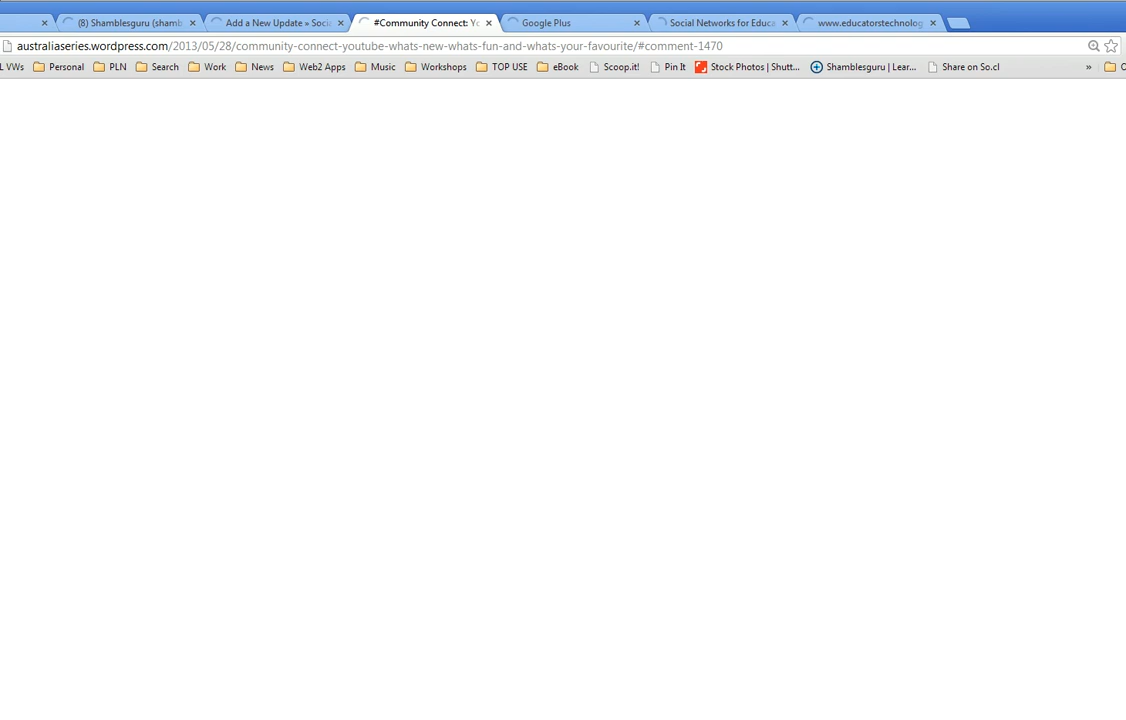 (8) Shamblesguru (shamb Add a New Update » Socia #Community Connect: Yo Google Plus Social Networks for Educa www.educatorstechnolog
australiaseries.wordpress.com/2013/05/28/community-connect-youtube-whats-new-whats-fun-and-whats-your-favourite/#comment-1470
L VWs Personal PLN Search Work News Web2 Apps Music Workshops TOP USE eBook Scoop.it! Pin It Stock Photos | Shutt... Shamblesguru | Lear... Share on So.cl » O